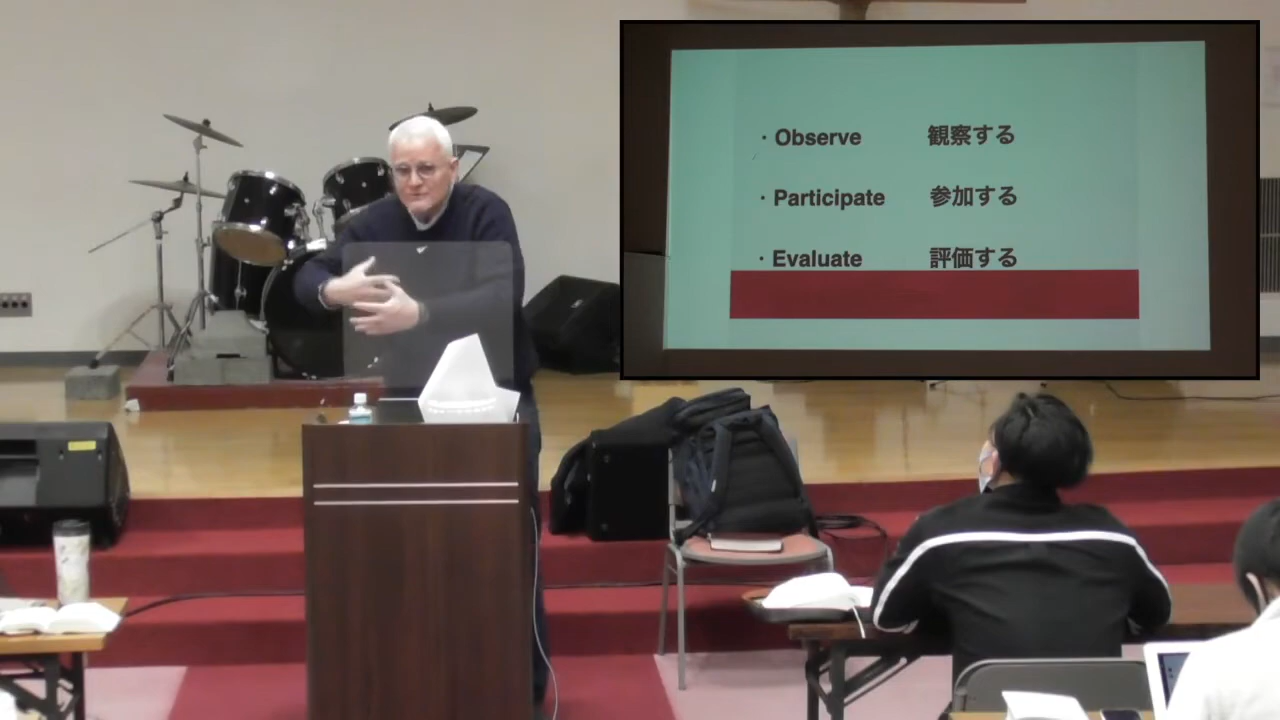 · Observe 観察する
· Participate 参加する
· Evaluate 評価する